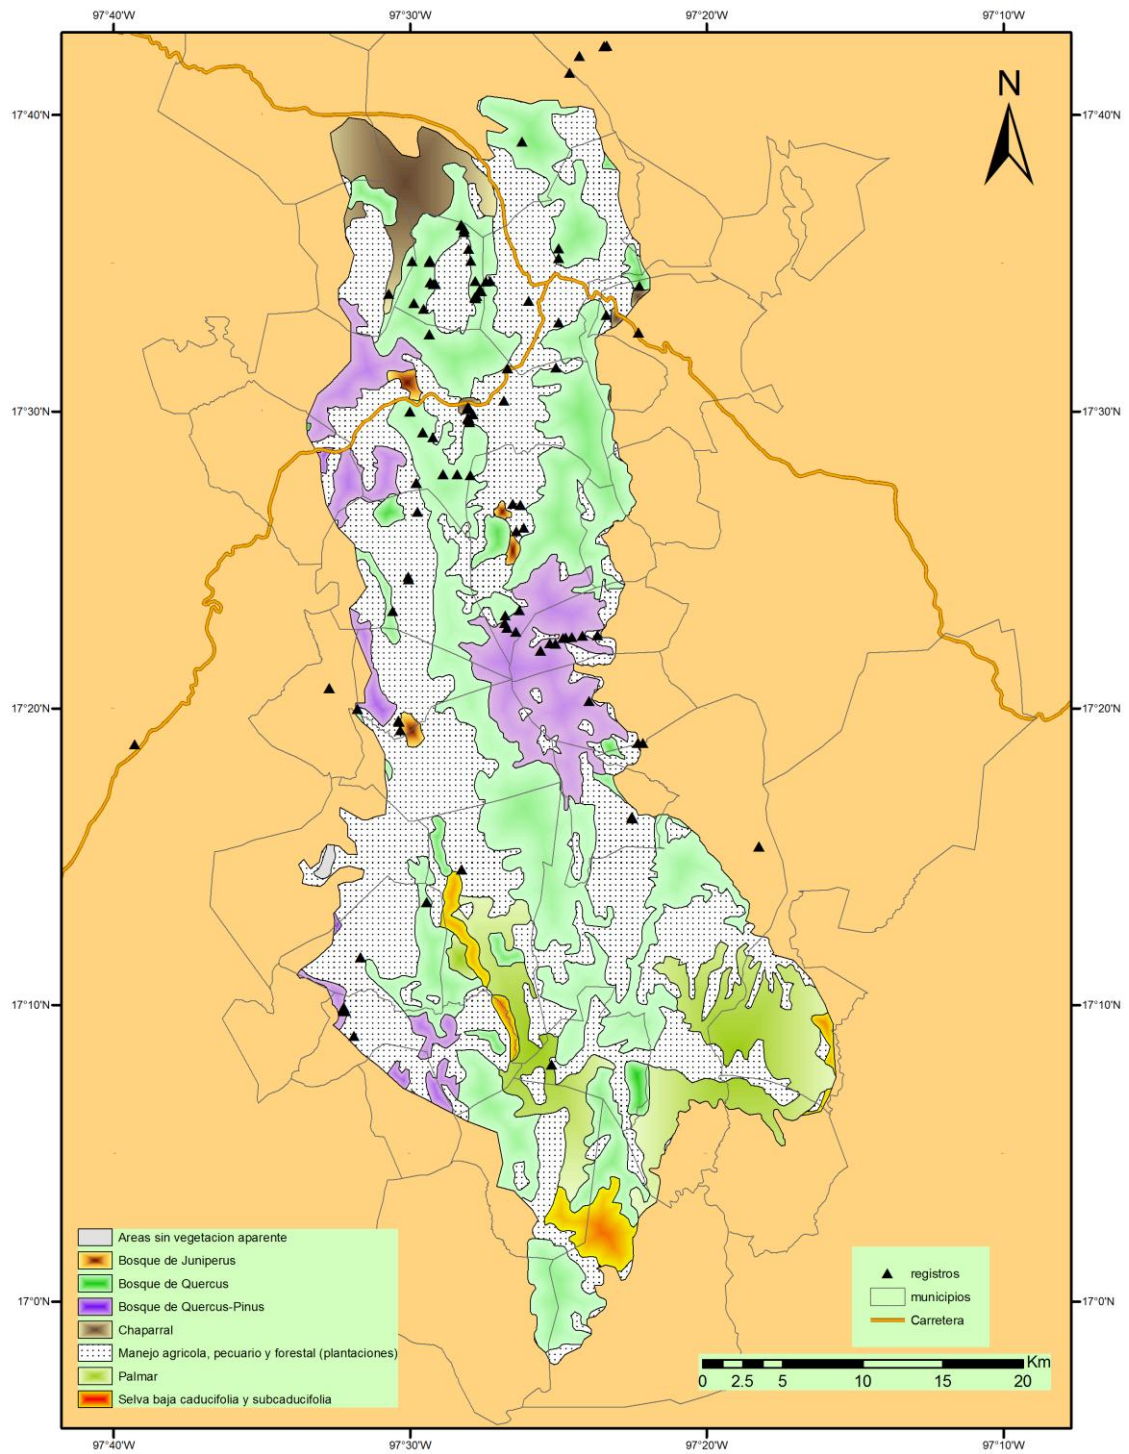 97°40'W 97°30'W 97°20'W 97°10'W
N
17°40'N 17°40'N
17°30'N 17°30'N
17°20'N 17°20'N
17°10'N 17°10'N
Areas sin vegetacion aparente
Bosque de Juniperus
Bosque de Quercus
Bosque de Quercus-Pinus
Chaparral
Manejo agricola, pecuario y forestal (plantaciones)
Palmar
Selva baja caducifolia y subcaducifolia
registros
municipios
Carretera
17°0'N 17°0'N
Km
0 2.5 5 10 15 20
97°40'W 97°30'W 97°20'W 97°10'W